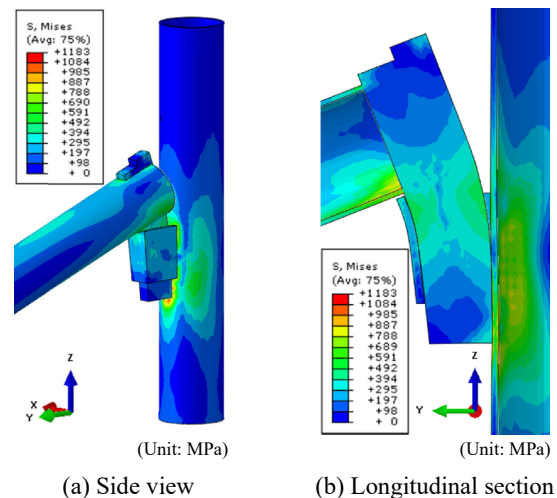 S, Mises
(Avg: 75%)
+1183
+1084
+985
+887
+788
+690
+591
+492
+394
+295
+197
+98
+ 0
Z
X
Y
(Unit: MPa)
(a) Side view
S, Mises
(Avg: 75%)
+1183
+1084
+985
+887
+788
+689
+591
+492
+394
+295
+197
+98
+ 0
Z
Y
(Unit: MPa)
(b) Longitudinal section